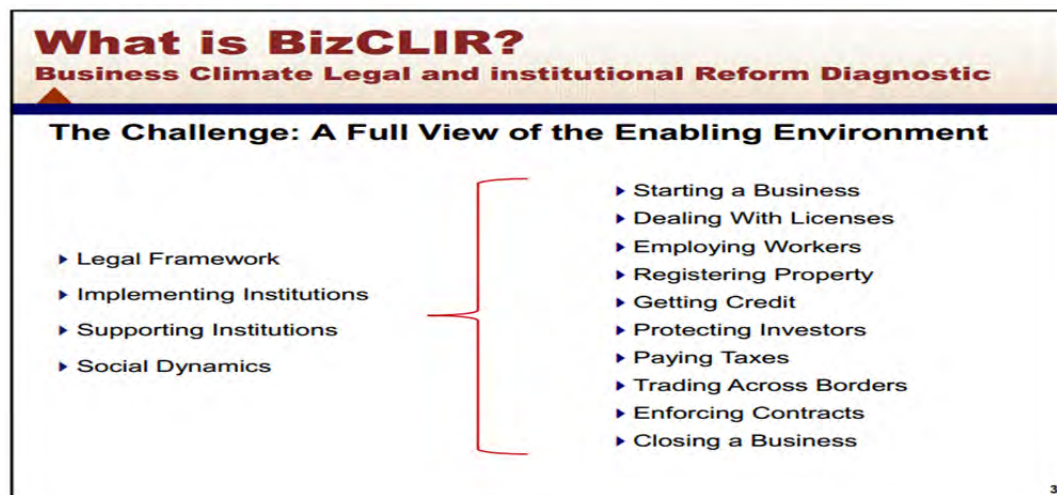 What is BizCLIR?
Business Climate Legal and institutional Reform Diagnostic
The Challenge: A Full View of the Enabling Environment
Legal Framework
Implementing Institutions
Supporting Institutions
Social Dynamics
Starting a Business
Dealing With Licenses
Employing Workers
Registering Property
Getting Credit
Protecting Investors
Paying Taxes
Trading Across Borders
Enforcing Contracts
Closing a Business
3